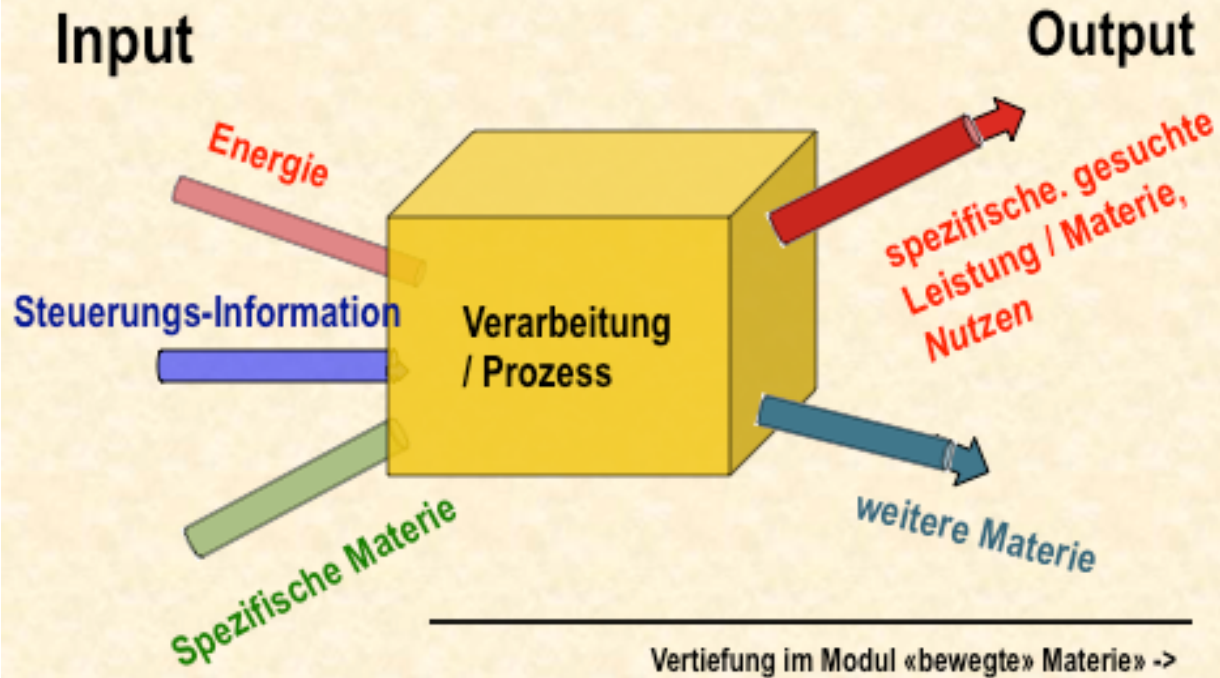 Input
Output
Energie
Steuerungs-Information
Spezifische Materie
Verarbeitung
/ Prozess
spezifische. gesuchte
Leistung / Materie,
Nutzen
weitere Materie
Vertiefung im Modul «bewegte» Materie» ->